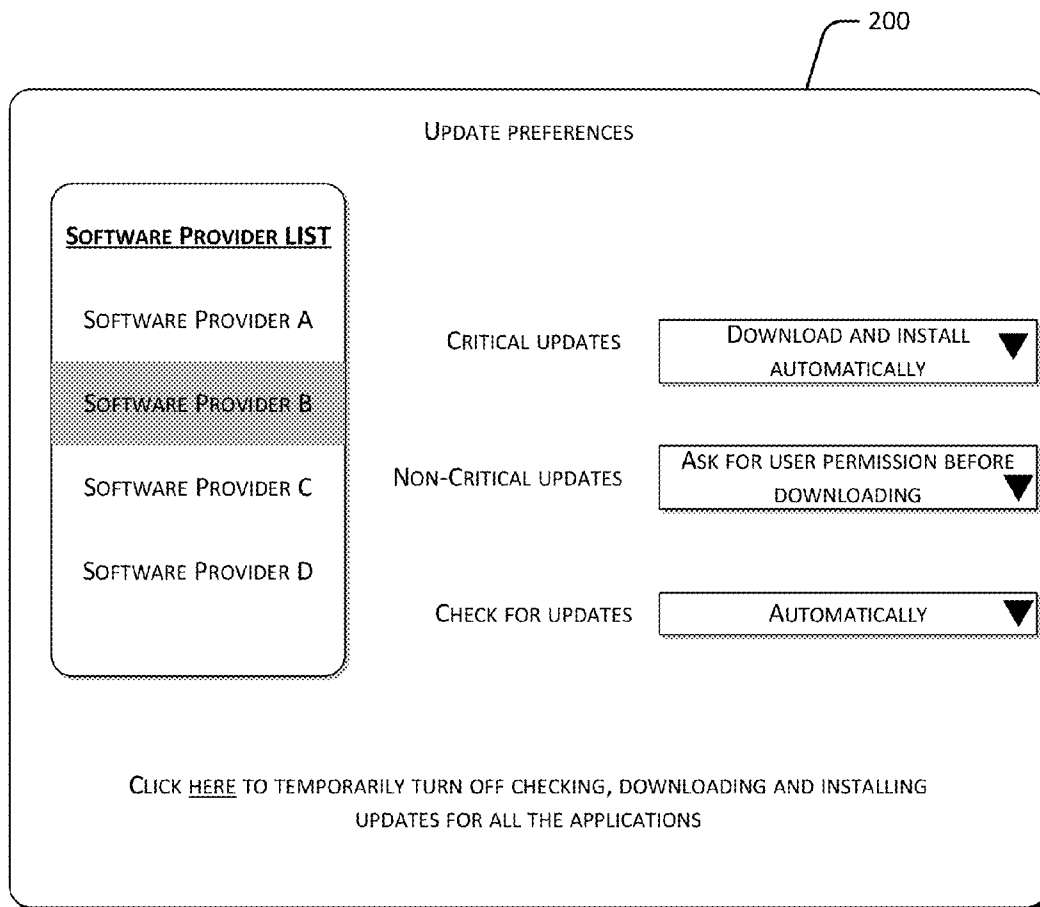 200
UPDATE PREFERENCES
SOFTWARE PROVIDER LIST
SOFTWARE PROVIDER A
SOFTWARE PROVIDER B
SOFTWARE PROVIDER C
SOFTWARE PROVIDER D
CRITICAL UPDATES
DOWNLOAD AND INSTALL
AUTOMATICALLY
NON-CRITICAL UPDATES
ASK FOR USER PERMISSION BEFORE
DOWNLOADING
CHECK FOR UPDATES
AUTOMATICALLY
CLICK HERE TO TEMPORARILY TURN OFF CHECKING, DOWNLOADING AND INSTALLING
UPDATES FOR ALL THE APPLICATIONS